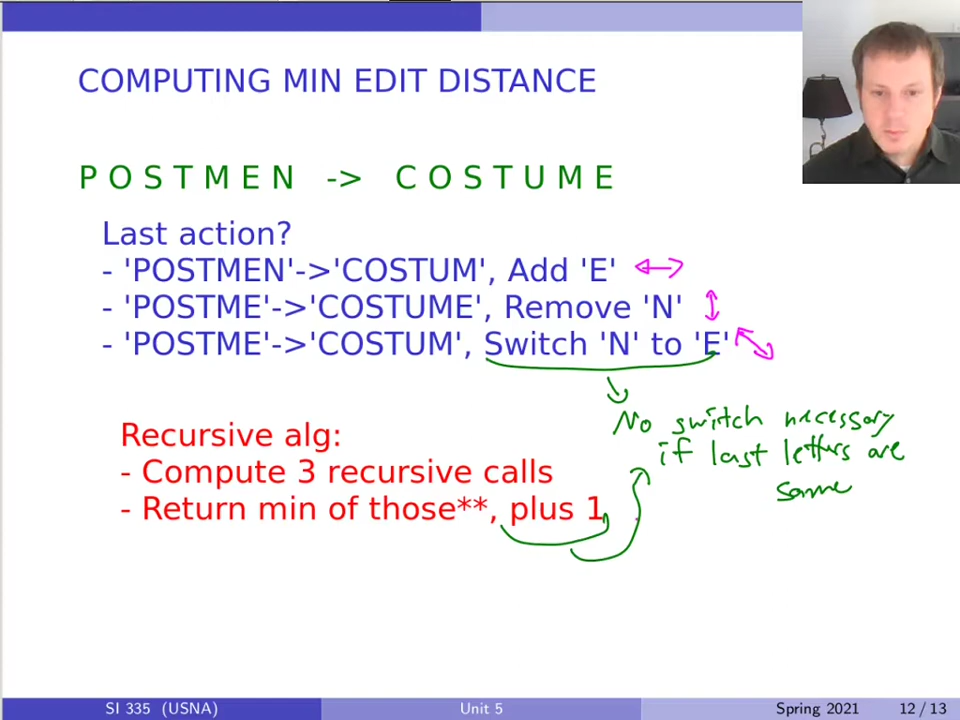 COMPUTING MIN EDIT DISTANCE
P O S T M E N -> C O S T U M E
Last action?
- 'POSTMEN'->'COSTUM', Add 'E'
- 'POSTME'->'COSTUME', Remove 'N'
- 'POSTME'->'COSTUM', Switch 'N' to 'E'
No switch necessary
if last letters are
same
Recursive alg:
- Compute 3 recursive calls
- Return min of those**, plus 1
SI 335 (USNA) Unit 5 Spring 2021 12 / 13